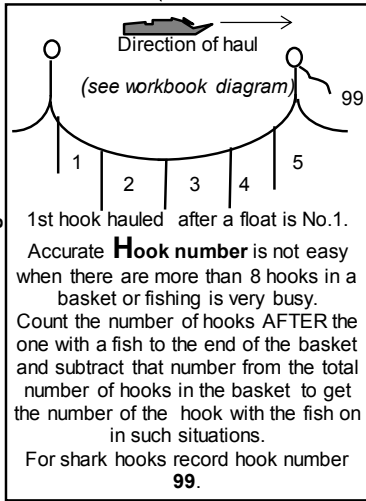 Direction of haul
(see workbook diagram)
99
1
2
3
4
5
1st hook hauled after a float is No.1.
Accurate Hook number is not easy
when there are more than 8 hooks in a
basket or fishing is very busy.
Count the number of hooks AFTER the
one with a fish to the end of the basket
and subtract that number from the total
number of hooks in the basket to get
the number of the hook with the fish on
in such situations.
For shark hooks record hook number
99.